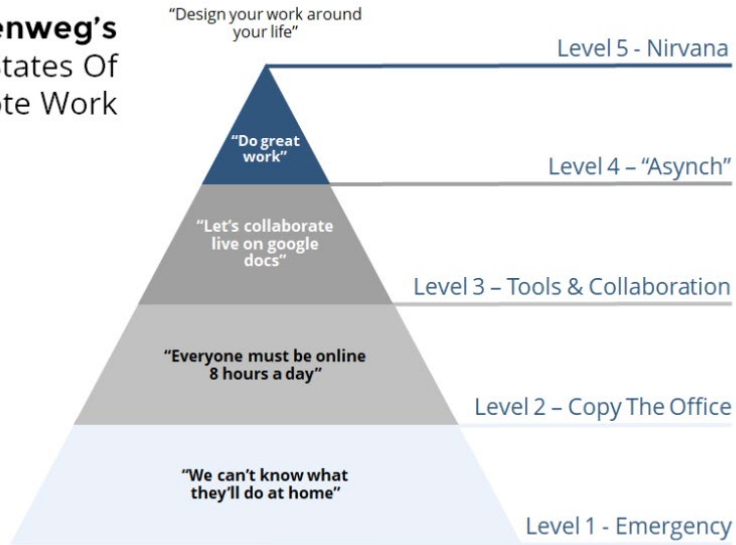 enweg's
tates Of
ote Work
"Design your work around
your life"
Level 5 - Nirvana
"Do great
work"
Level 4 – "Asynch"
"Let's collaborate
live on google
docs"
Level 3 – Tools & Collaboration
"Everyone must be online
8 hours a day"
Level 2 – Copy The Office
"We can't know what
they'll do at home"
Level 1 - Emergency